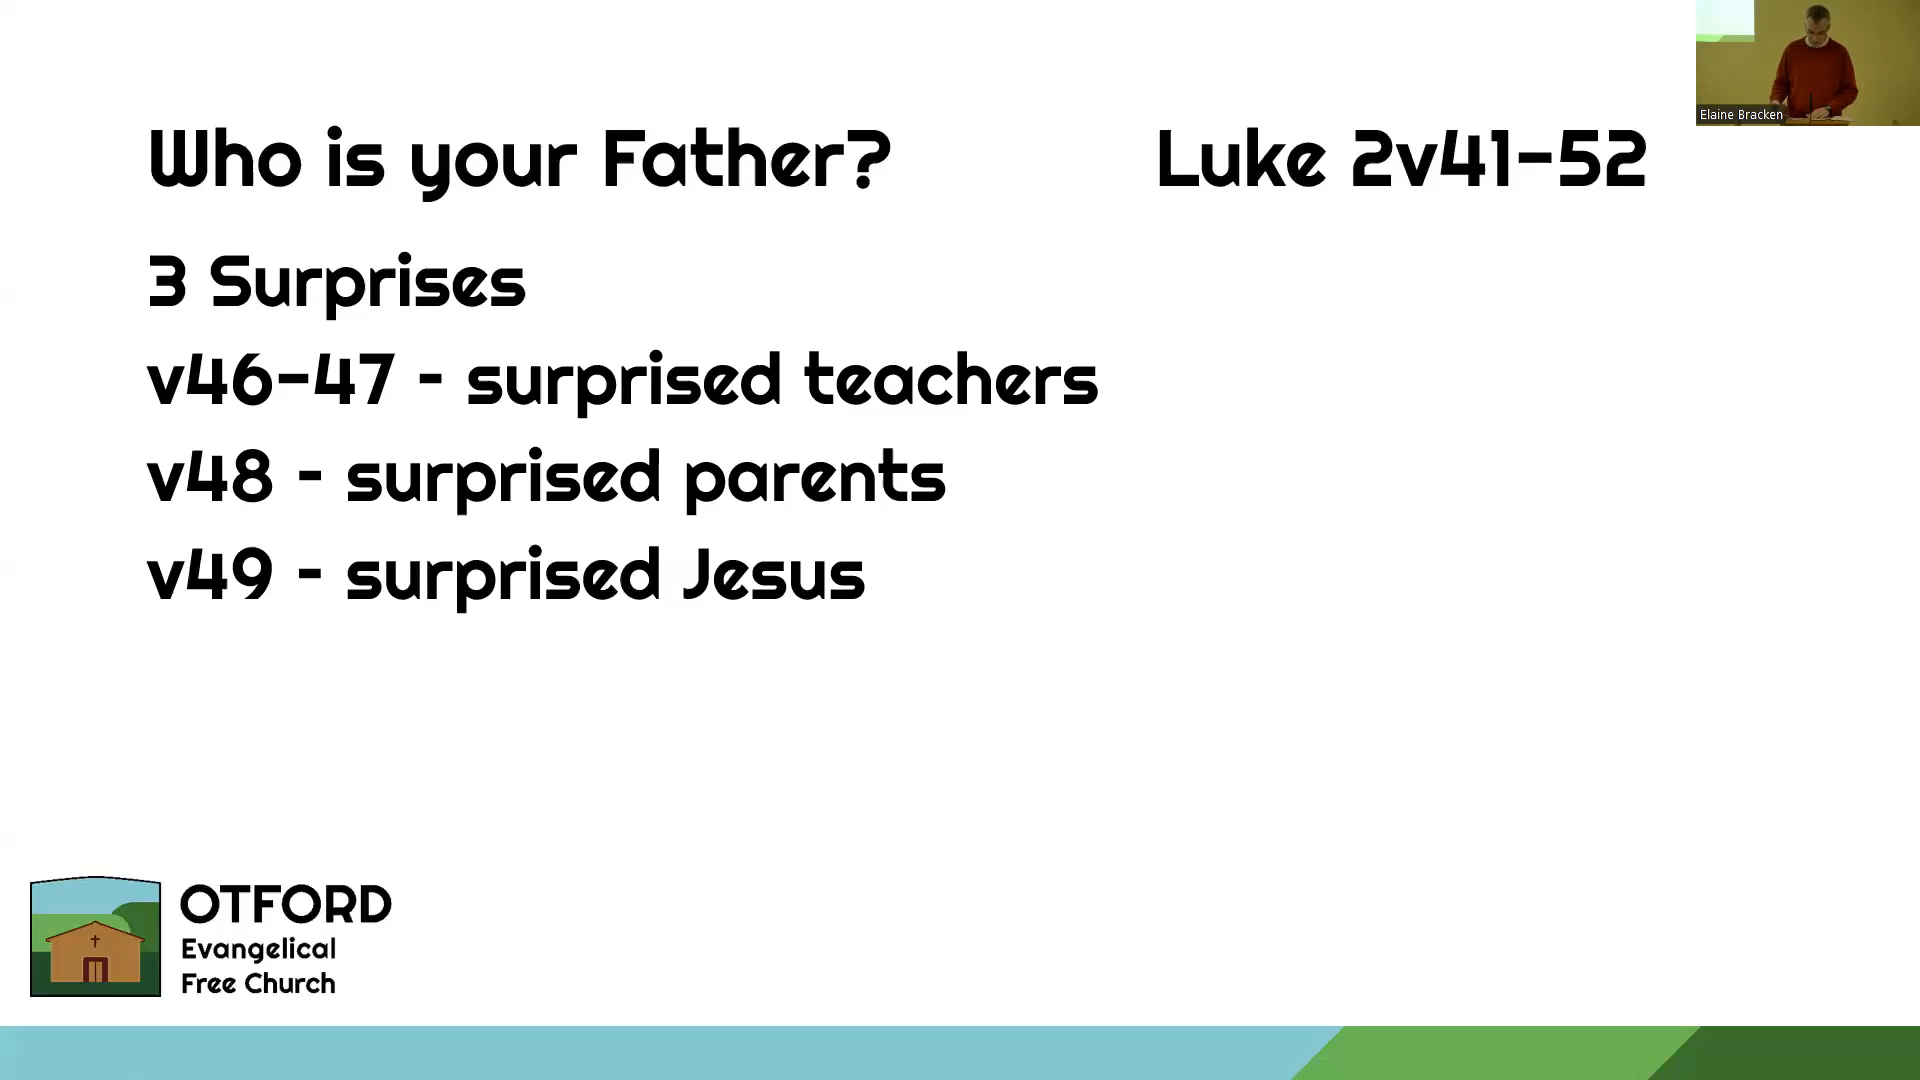 Who is your Father? Luke 2v41-52
3 Surprises
v46-47 - surprised teachers
v48 - surprised parents
v49 - surprised Jesus
Elaine Bracken
OTFORD
Evangelical
Free Church